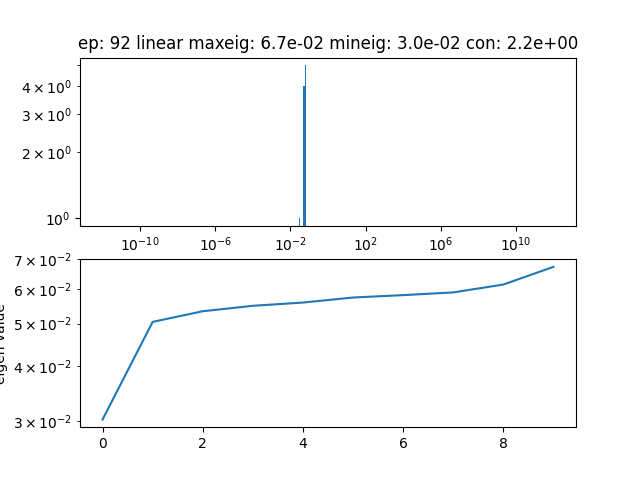 ep: 92 linear maxeig: 6.7e-02 mineig: 3.0e-02 con: 2.2e+00
4 × 10⁰
3 × 10⁰
2 × 10⁰
10⁰
10⁻¹⁰ 10⁻⁶ 10⁻² 10² 10⁶ 10¹⁰
7 × 10⁻²
6 × 10⁻²
5 × 10⁻²
4 × 10⁻²
3 × 10⁻²
eigen value
0 2 4 6 8